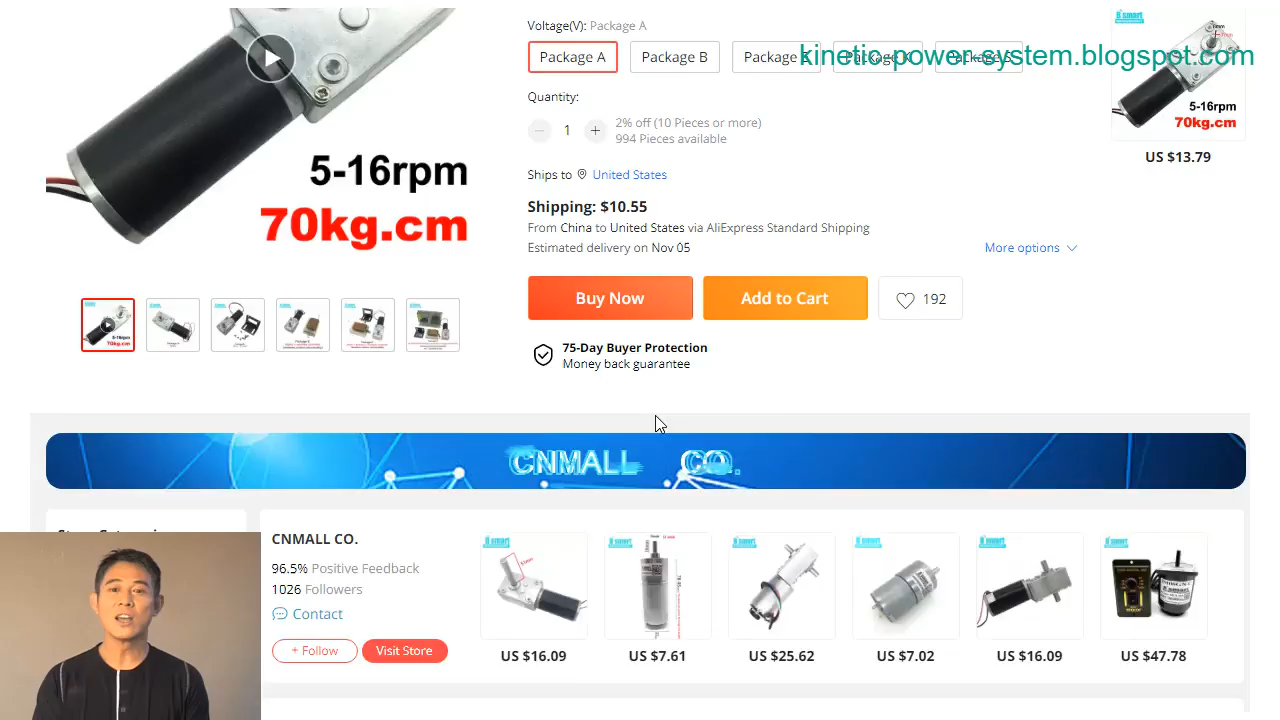 Voltage(V): Package A
Package A
Package B
Package
kinetic.power-system.blogspot.com
Quantity:
1
2% off (10 Pieces or more)
994 Pieces available
Ships to
United States
Shipping: $10.55
From China to United States via AliExpress Standard Shipping
Estimated delivery on Nov 05
More options
Buy Now
Add to Cart
192
75-Day Buyer Protection
Money back guarantee
5-16rpm
70kg.cm
5-16rpm
70kg.cm
US $13.79
CNMALL CO.
CNMALL CO.
96.5% Positive Feedback
1026 Followers
Contact
+ Follow
Visit Store
US $16.09
US $7.61
US $25.62
US $7.02
US $16.09
US $47.78